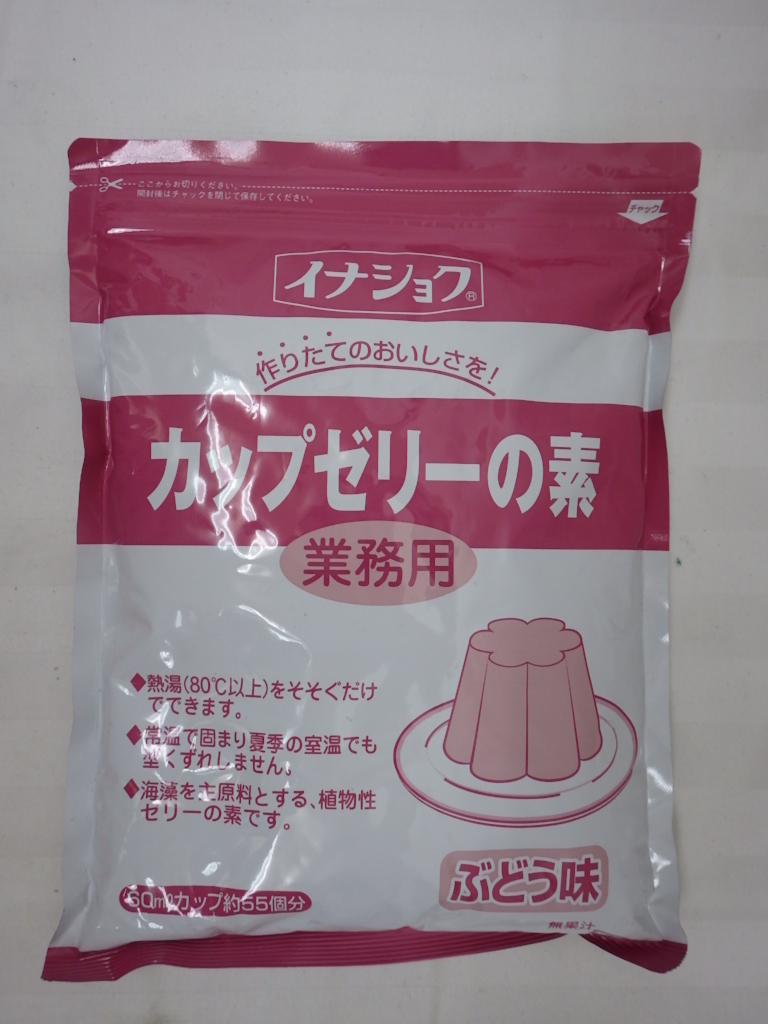 ここからお切りください。
開封後はチャックを閉じて保存してください。
チャック
イナショク®
作りたてのおいしさを!
カップゼリーの素
業務用
◆熱湯(80℃以上)をそそぐだけ
でできます。
◆常温で固まり夏季の室温でも
型くずれしません。
◆海藻を主原料とする、植物性
ゼリーの素です。
60mlカップ約55個分
ぶどう味
無果汁